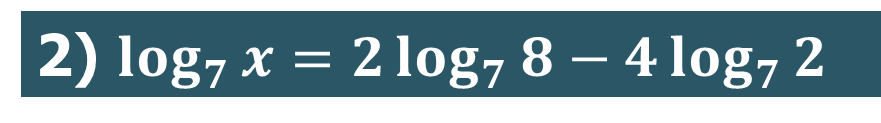 2) log₇ x = 2 log₇ 8 – 4 log₇ 2